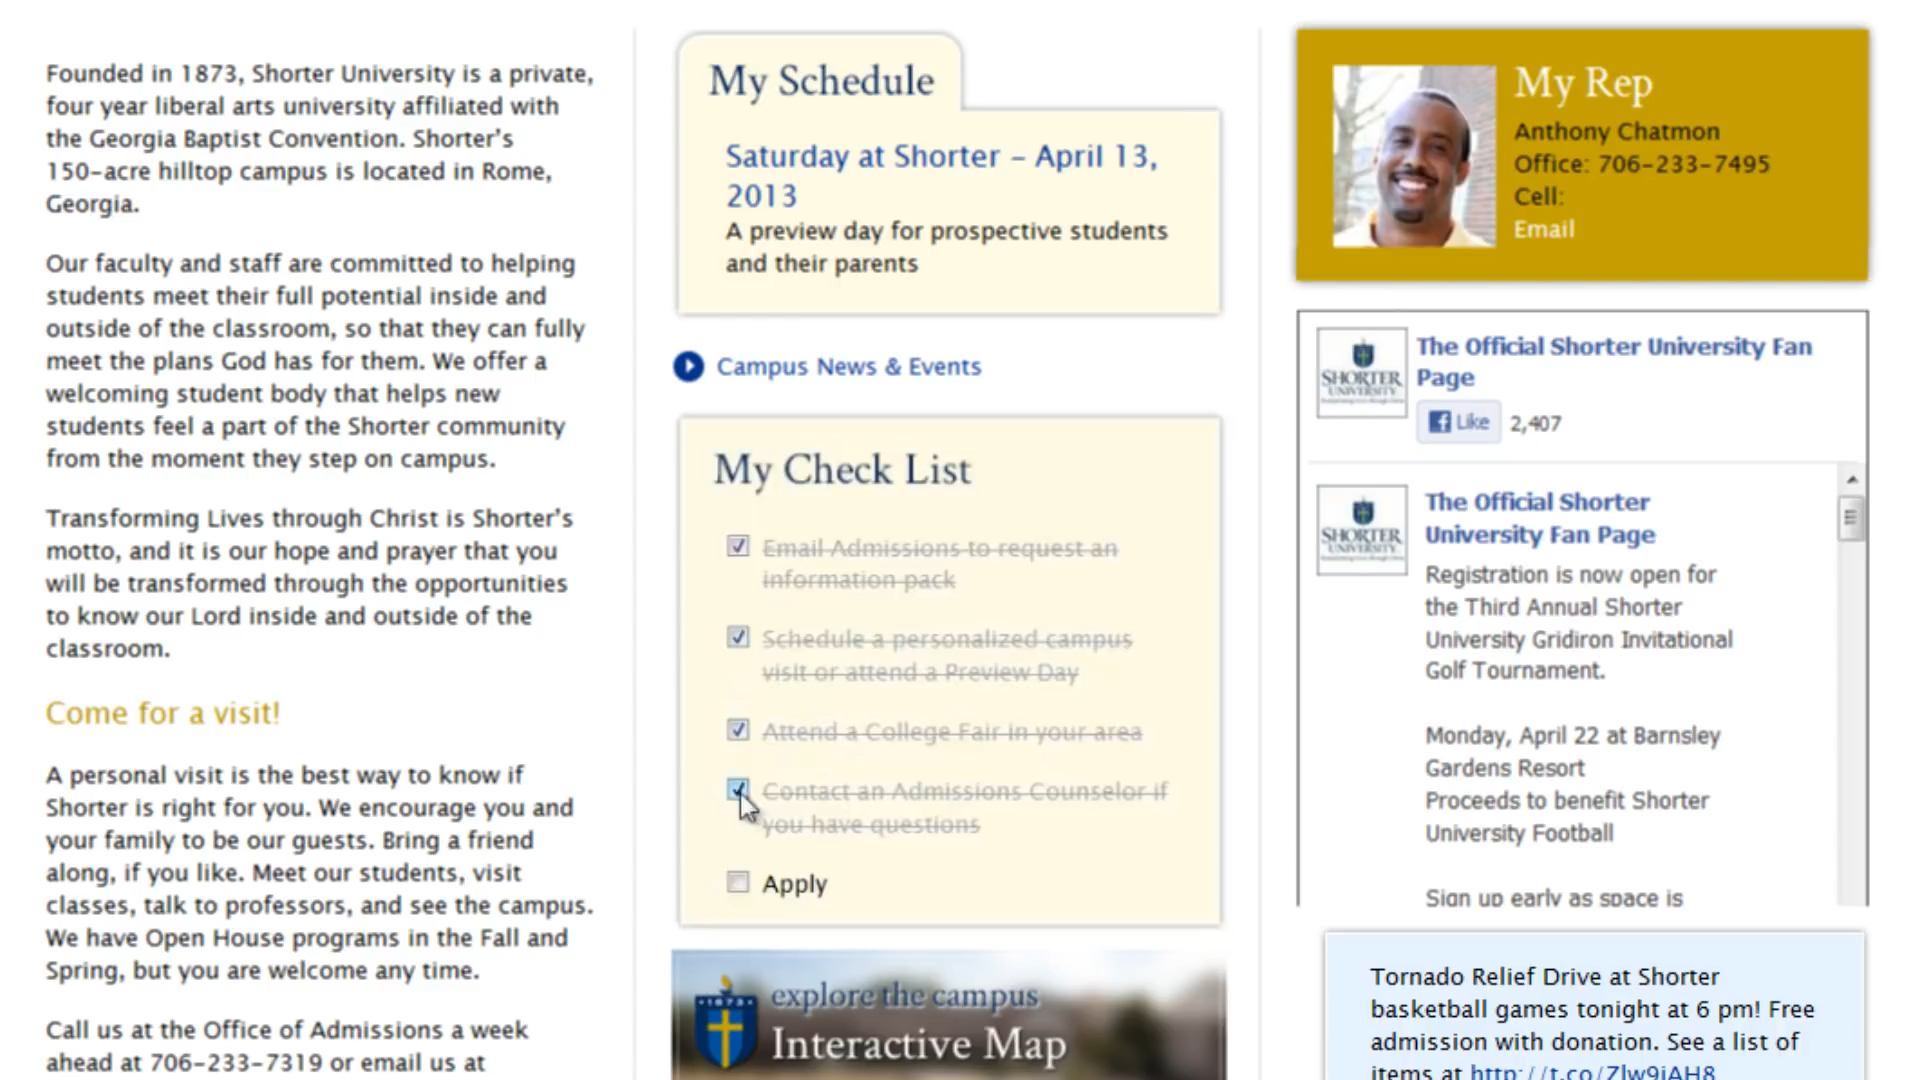 Founded in 1873, Shorter University is a private,
four year liberal arts university affiliated with
the Georgia Baptist Convention. Shorter's
150-acre hilltop campus is located in Rome,
Georgia.
Our faculty and staff are committed to helping
students meet their full potential inside and
outside of the classroom, so that they can fully
meet the plans God has for them. We offer a
welcoming student body that helps new
students feel a part of the Shorter community
from the moment they step on campus.
Transforming Lives through Christ is Shorter's
motto, and it is our hope and prayer that you
will be transformed through the opportunities
to know our Lord inside and outside of the
classroom.
Come for a visit!
A personal visit is the best way to know if
Shorter is right for you. We encourage you and
your family to be our guests. Bring a friend
along, if you like. Meet our students, visit
classes, talk to professors, and see the campus.
We have Open House programs in the Fall and
Spring, but you are welcome any time.
Call us at the Office of Admissions a week
ahead at 706-233-7319 or email us at
My Schedule
Saturday at Shorter – April 13,
2013
A preview day for prospective students
and their parents
Campus News & Events
My Check List
Email Admissions to request an
information pack
Schedule a personalized campus
visit or attend a Preview Day
Attend a College Fair in your area
Contact an Admissions Counselor if
you have questions
Apply
1873
explore the campus
Interactive Map
My Rep
Anthony Chatmon
Office: 706-233-7495
Cell:
Email
SHORTER
UNIVERSITY
The Official Shorter University Fan
Page
Like 2,407
SHORTER
UNIVERSITY
The Official Shorter
University Fan Page
Registration is now open for
the Third Annual Shorter
University Gridiron Invitational
Golf Tournament.
Monday, April 22 at Barnsley
Gardens Resort
Proceeds to benefit Shorter
University Football
Sign up early as space is
Tornado Relief Drive at Shorter
basketball games tonight at 6 pm! Free
admission with donation. See a list of
items at http://t.co/Zlw9iAH8